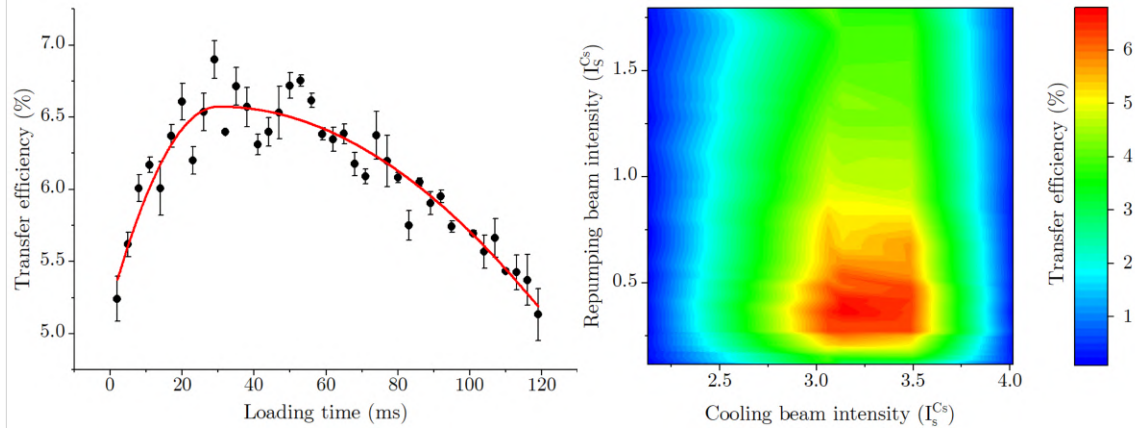 7.0
6.5
6.0
5.5
5.0
Transfer efficiency (%)
0 20 40 60 80 100 120
Loading time (ms)
1.5
1.0
0.5
Repumping beam intensity (I_S^Cs)
2.5 3.0 3.5 4.0
Cooling beam intensity (I_s^Cs)
6
5
4
3
2
1
Transfer efficiency (%)